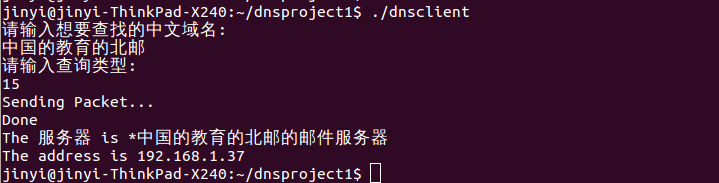 jinyi@jinyi-ThinkPad-X240:~/dnsproject1$ ./dnsclient
请输入想要查找的中文域名:
中国的教育的北邮
请输入查询类型:
15
Sending Packet...
Done
The 服务器 is *中国的教育的北邮的邮件服务器
The address is 192.168.1.37
jinyi@jinyi-ThinkPad-X240:~/dnsproject1$